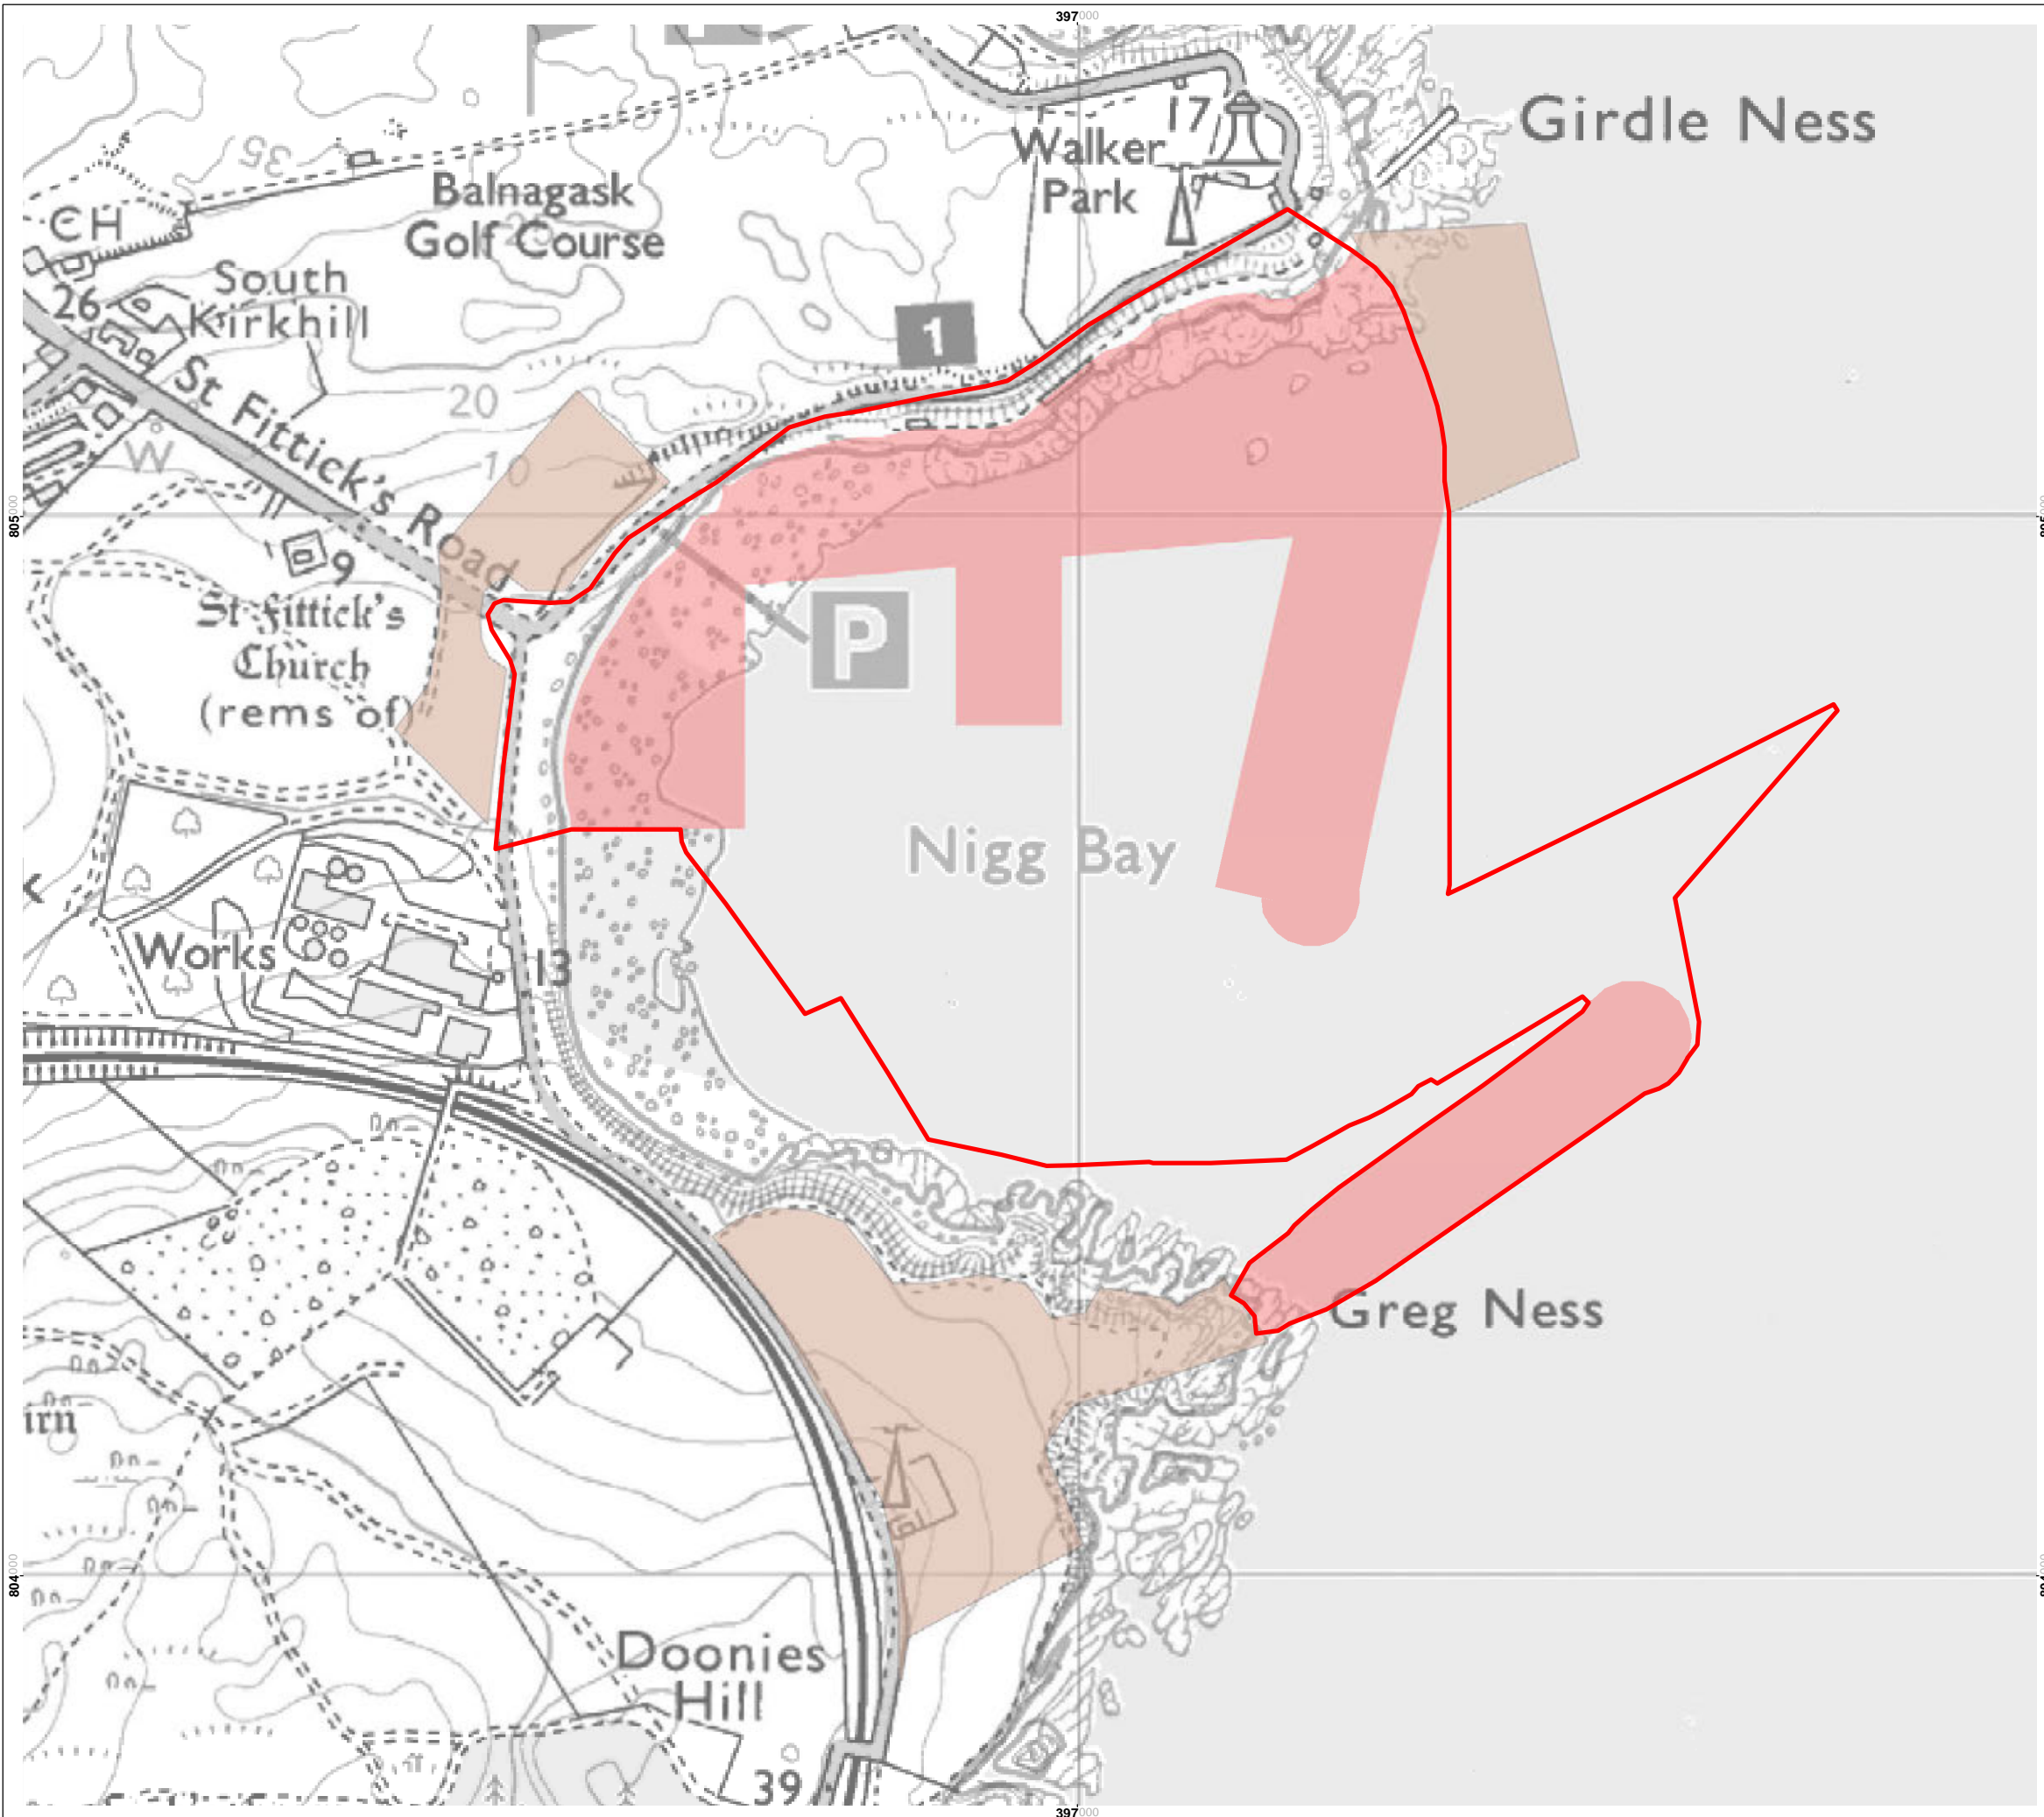 397000
Girdle Ness
17
Walker
Park
35
Balnagask
Golf Course
CH
South
Kirkhill
26
1
St Fittick's Road
20
W
10
805000
9
St Fittick's
Church
(rems of)
P
Nigg Bay
Works
13
Greg Ness
irn
804000
Doonies
Hill
39
397000